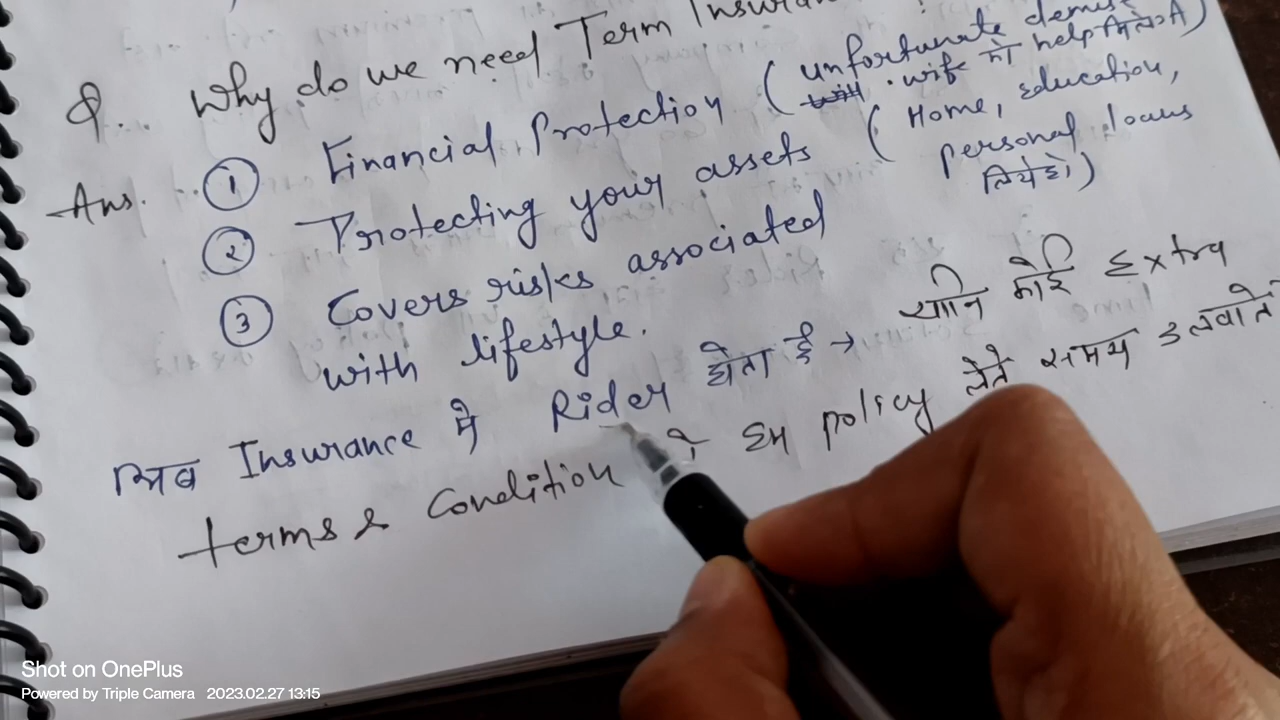 Q. Why do we need Term Insuran
Ans. ① Financial Protection (unfortunate demise
wife को help मिले)
② Protecting your assets (Home, education,
personal loans
लिये हो)
③ Covers risks associated
with lifestyle.
अब Insurance मे Rider होता है → यानि कोई Extra
terms & Condition हम policy लेते समय डलवाते
Shot on OnePlus
Powered by Triple Camera 2023.02.27 13:15